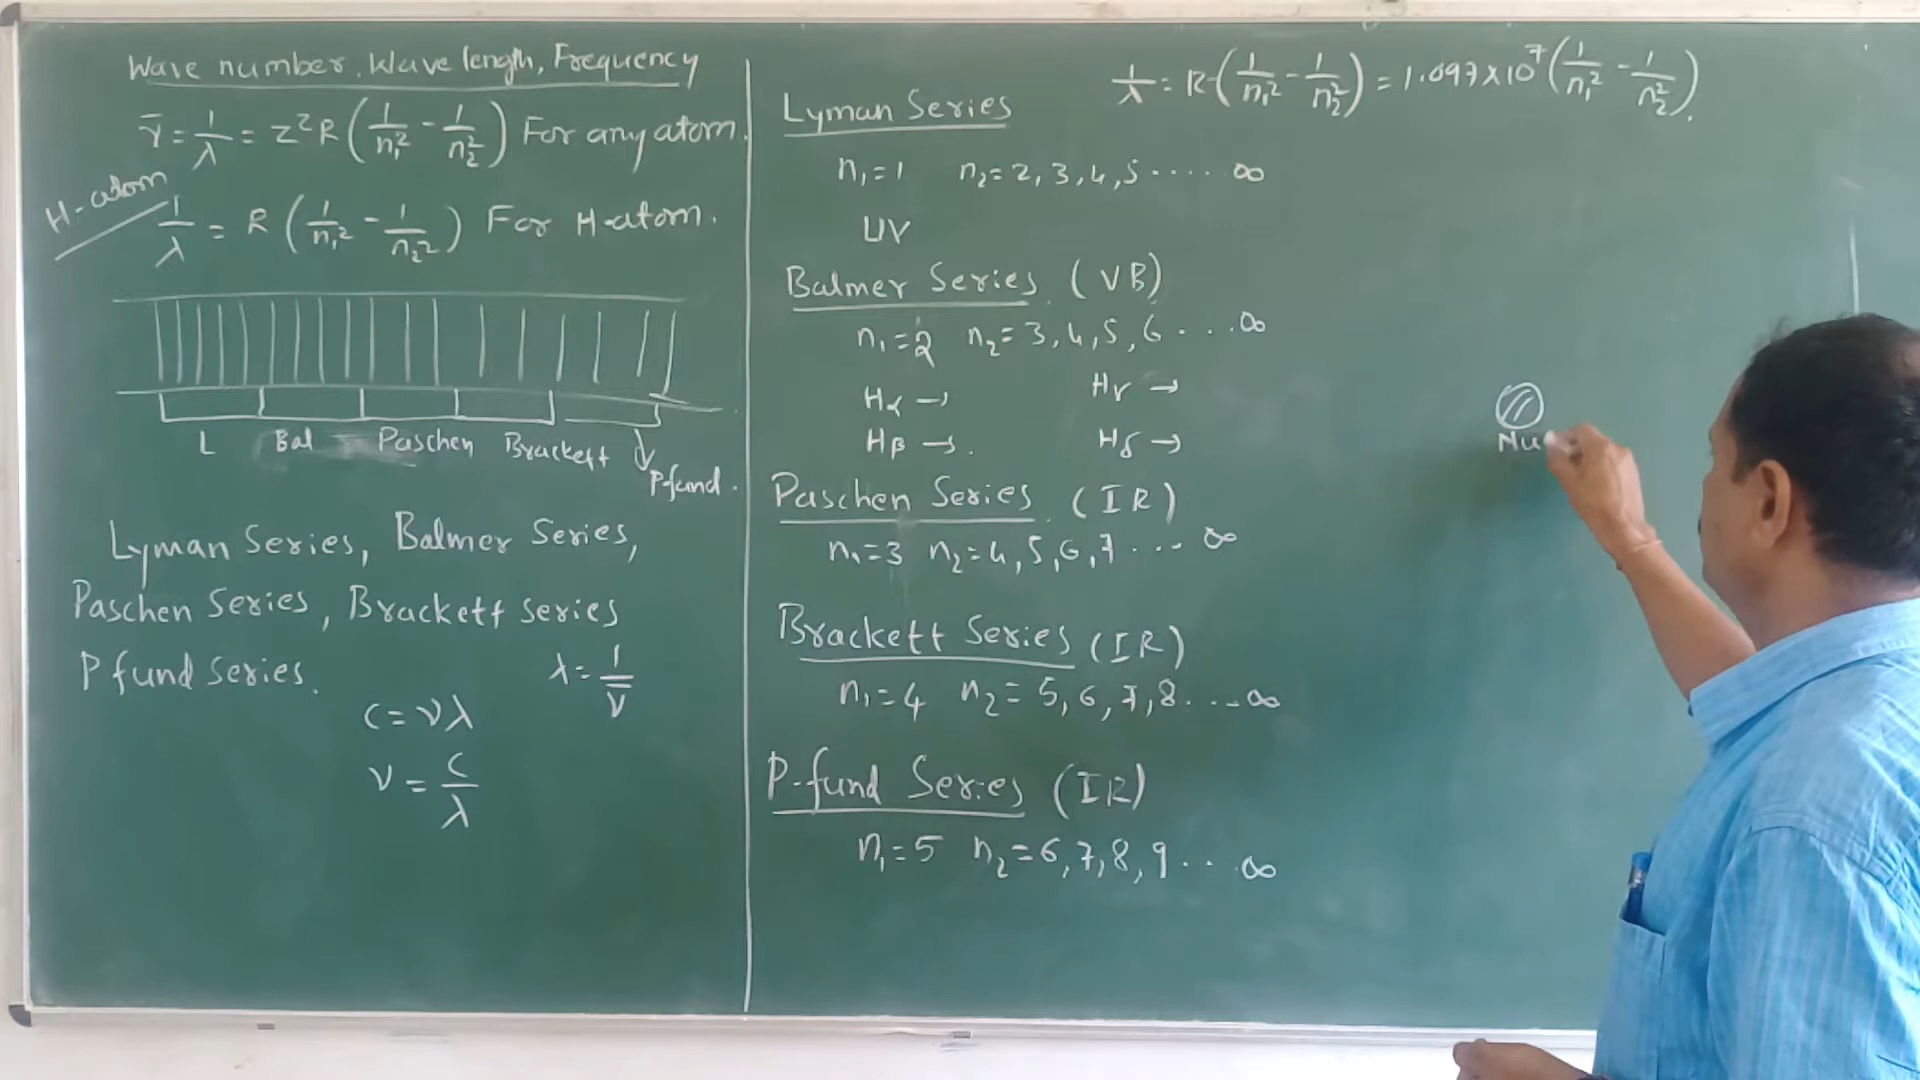 Wave number, Wave length, Frequency
ν̄ = 1/λ = Z²R (1/n₁² - 1/n₂²) For any atom.
H-atom
1/λ = R (1/n₁² - 1/n₂²) For H-atom.
L Bal Paschen Brackett P-fund.
Lyman Series, Balmer Series,
Paschen Series, Brackett series
P fund series.
λ = 1/ν̄
c = νλ
ν = c/λ
1/λ = R (1/n₁² - 1/n₂²) = 1.097 × 10⁷ (1/n₁² - 1/n₂²).
Lyman Series
n₁ = 1 n₂ = 2, 3, 4, 5 ..... ∞
UV
Balmer Series (VB)
n₁ = 2 n₂ = 3, 4, 5, 6 .... ∞
Hα → Hγ →
Hβ → . Hδ →
Paschen Series (IR)
n₁ = 3 n₂ = 4, 5, 6, 7 ... ∞
Brackett Series (IR)
n₁ = 4 n₂ = 5, 6, 7, 8 .... ∞
P-fund Series (IR)
n₁ = 5 n₂ = 6, 7, 8, 9 ... ∞
Nu